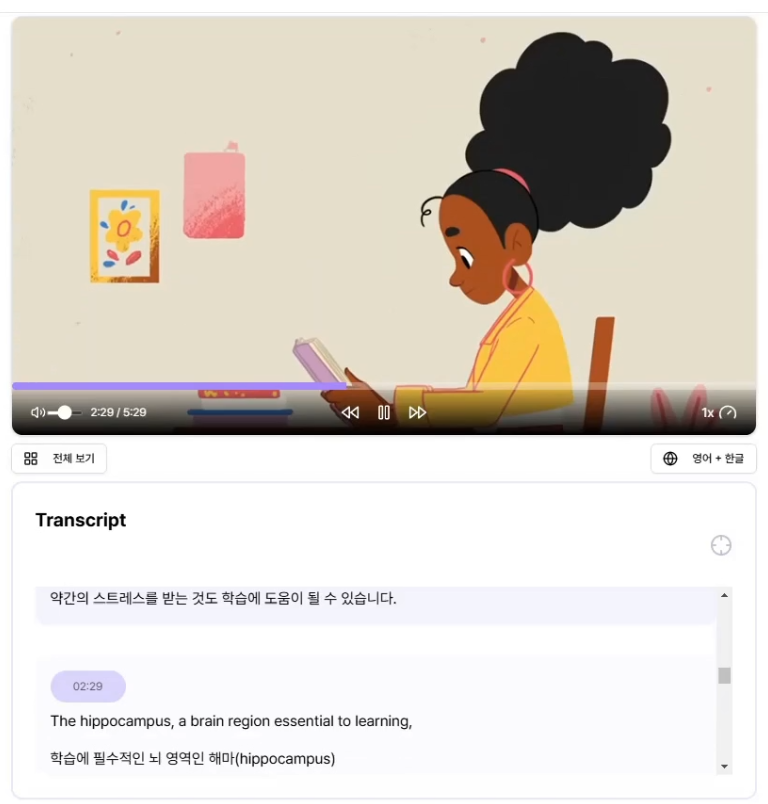 2:29 / 5:29
1x
전체 보기
영어 + 한글
Transcript
약간의 스트레스를 받는 것도 학습에 도움이 될 수 있습니다.
02:29
The hippocampus, a brain region essential to learning,
학습에 필수적인 뇌 영역인 해마(hippocampus)